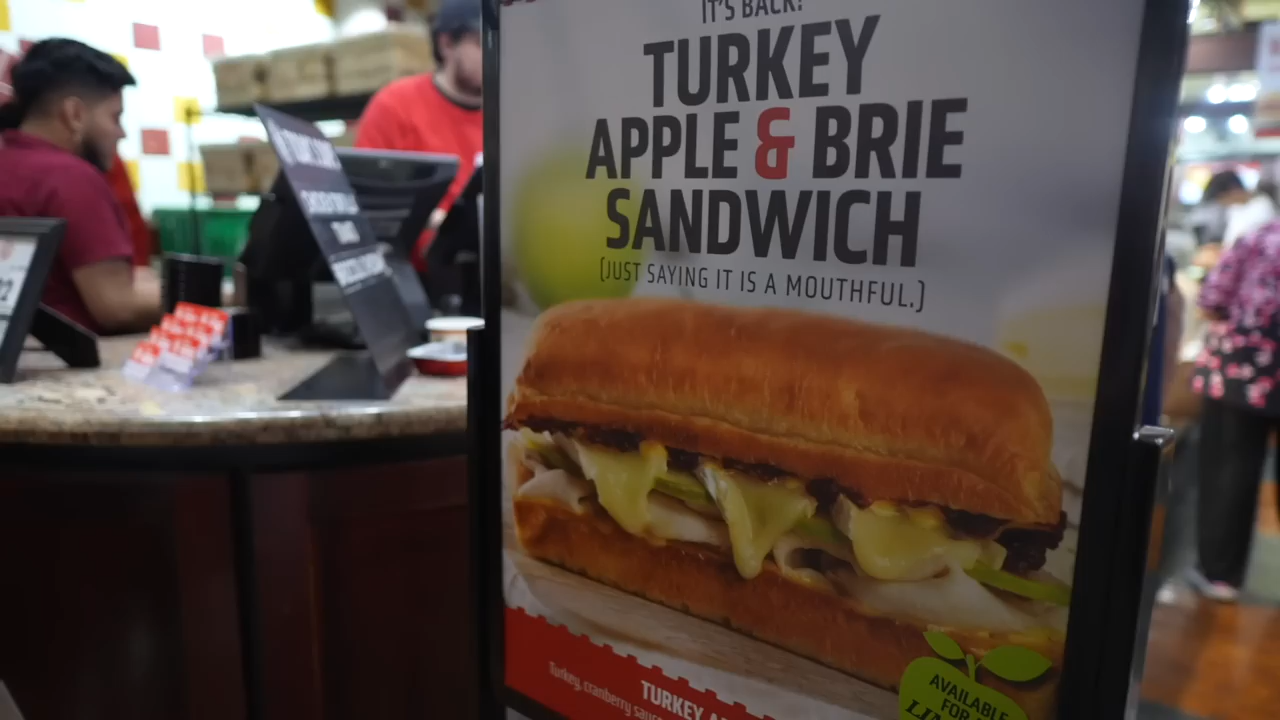 IT'S BACK!
TURKEY
APPLE & BRIE
SANDWICH
(JUST SAYING IT IS A MOUTHFUL.)
TURKEY
Turkey, cranberry
AVAILABLE
FOR A